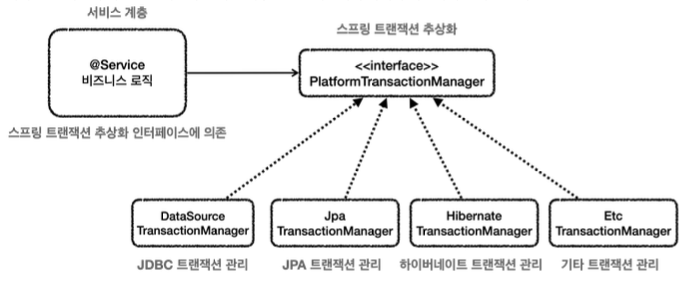 서비스 계층
스프링 트랜잭션 추상화
@Service
비즈니스 로직
<<interface>>
PlatformTransactionManager
스프링 트랜잭션 추상화 인터페이스에 의존
DataSource
TransactionManager
Jpa
TransactionManager
Hibernate
TransactionManager
Etc
TransactionManager
JDBC 트랜잭션 관리
JPA 트랜잭션 관리
하이버네이트 트랜잭션 관리
기타 트랜잭션 관리